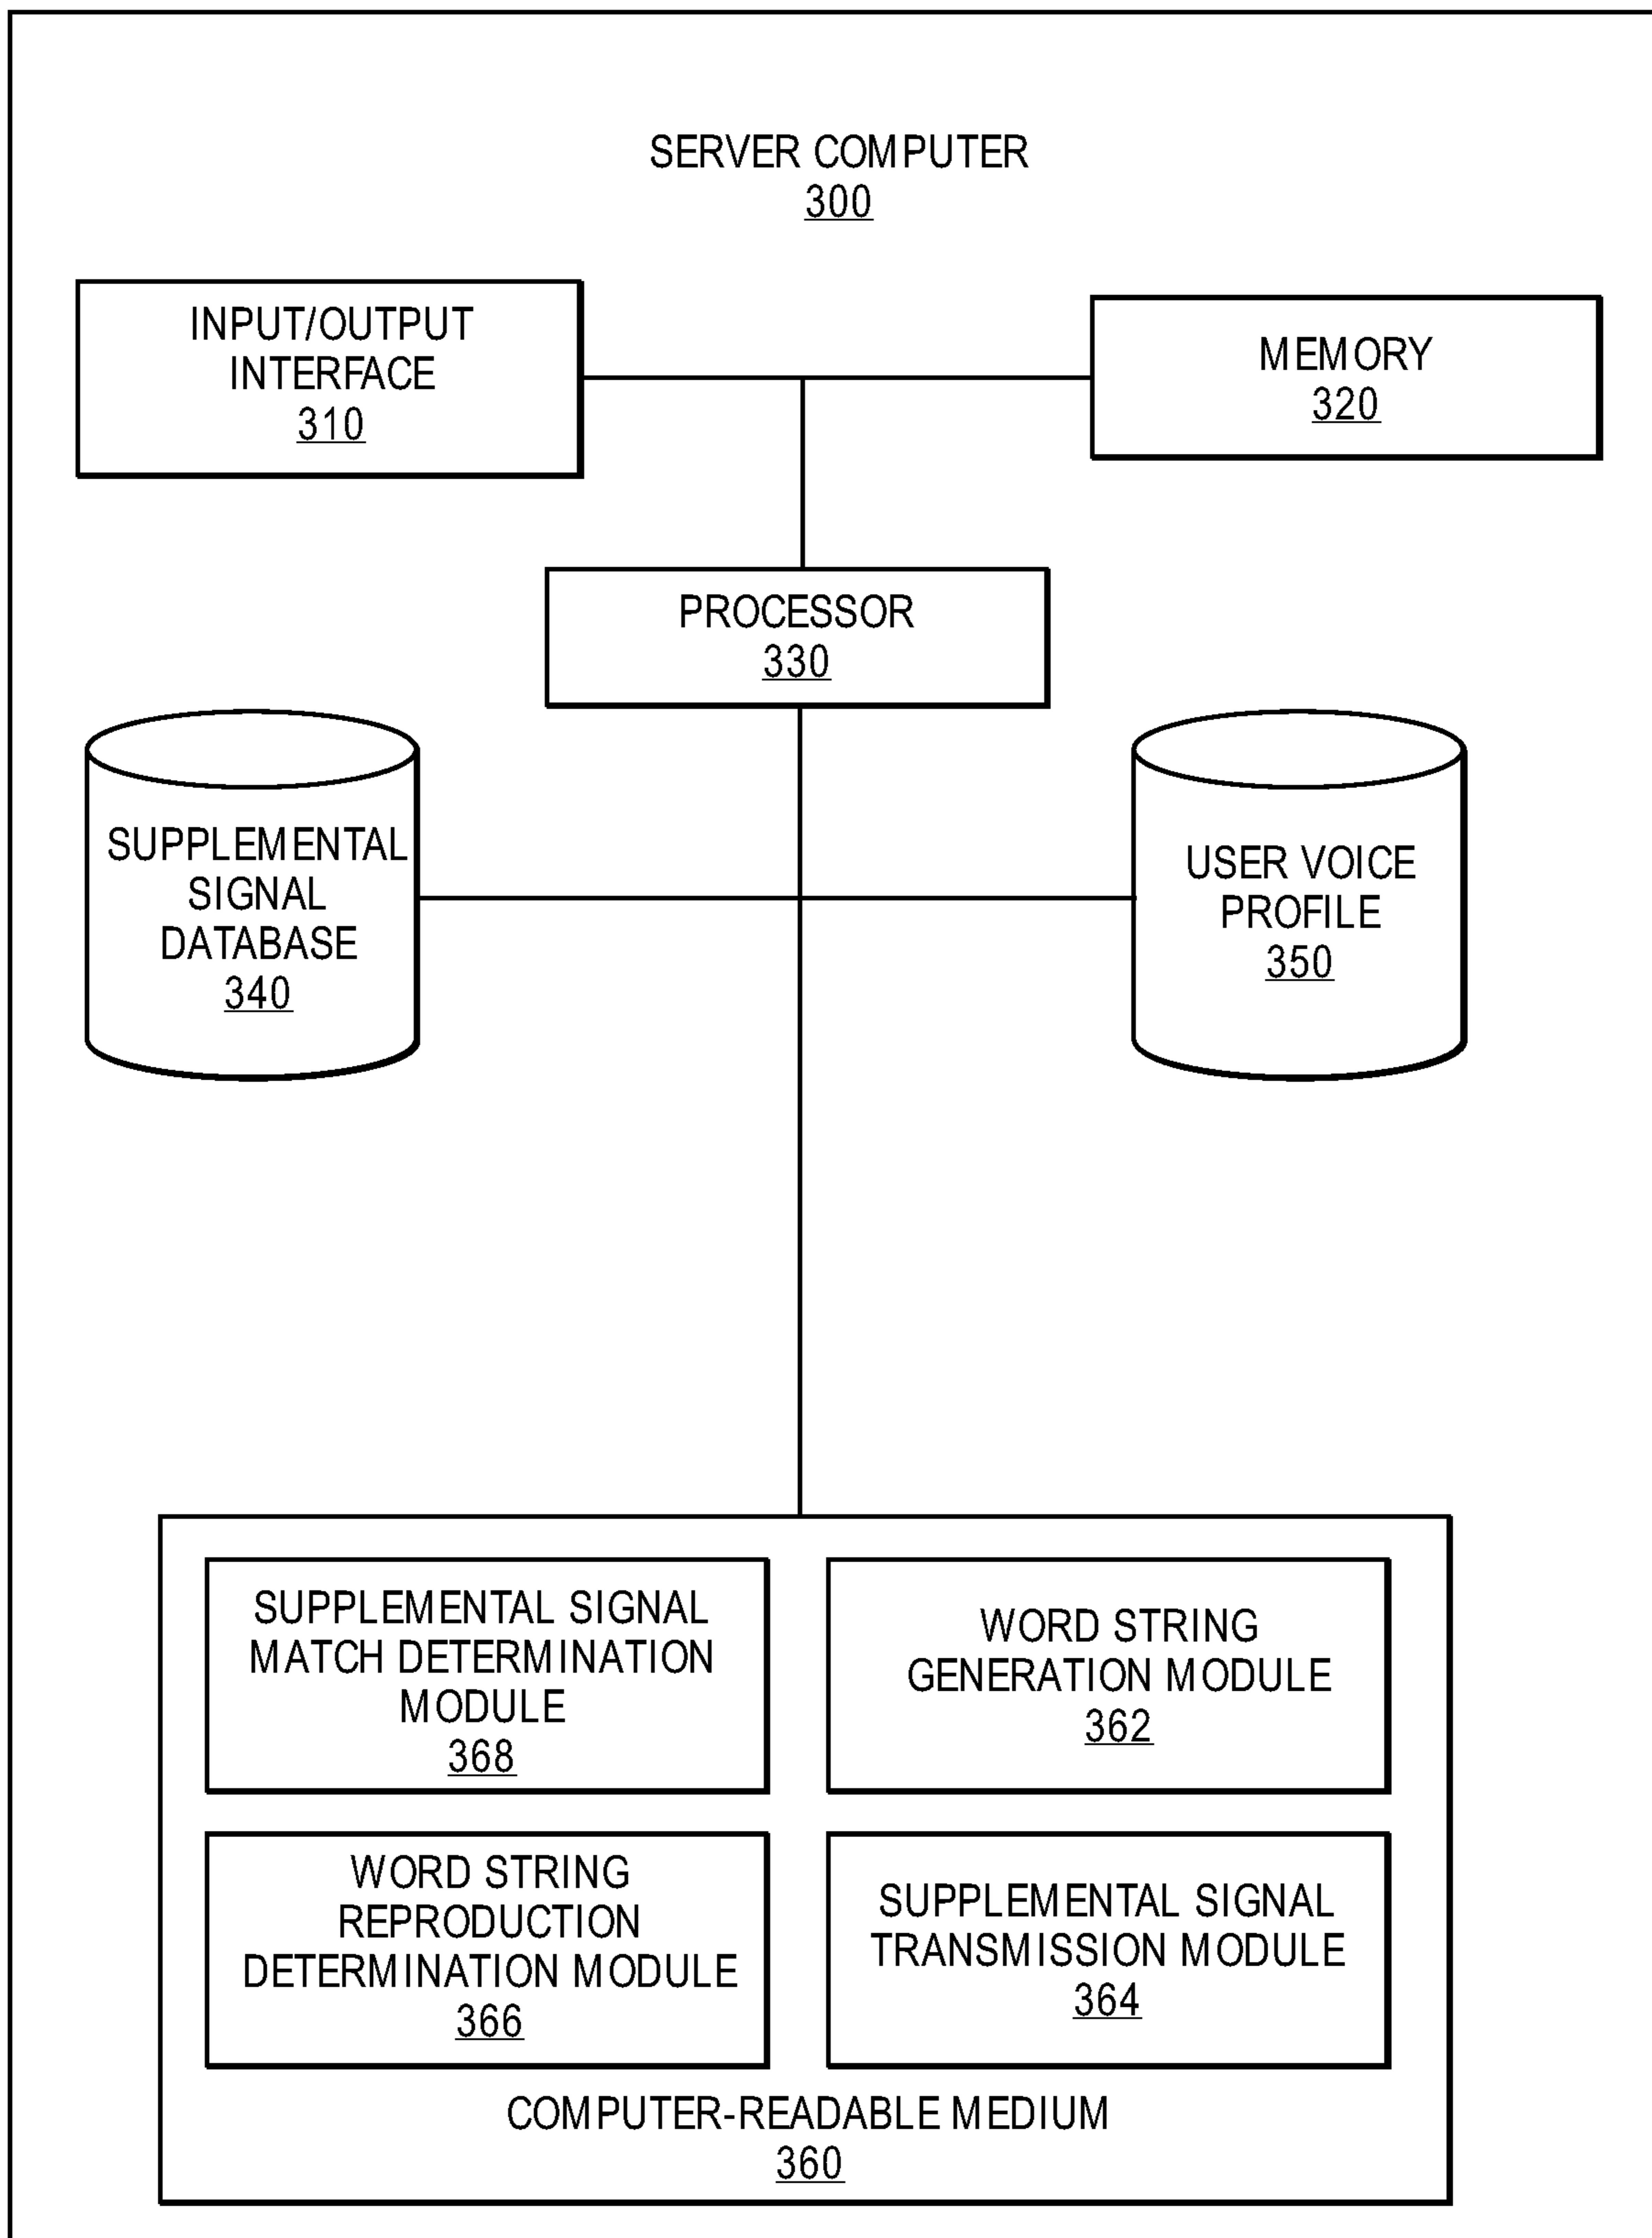 SERVER COMPUTER
300
INPUT/OUTPUT
INTERFACE
310
MEMORY
320
PROCESSOR
330
SUPPLEMENTAL
SIGNAL
DATABASE
340
USER VOICE
PROFILE
350
SUPPLEMENTAL SIGNAL
MATCH DETERMINATION
MODULE
368
WORD STRING
GENERATION MODULE
362
WORD STRING
REPRODUCTION
DETERMINATION MODULE
366
SUPPLEMENTAL SIGNAL
TRANSMISSION MODULE
364
COMPUTER-READABLE MEDIUM
360